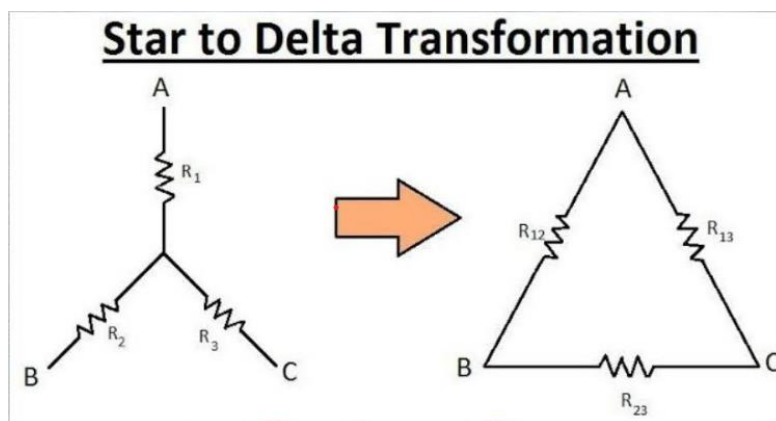 Star to Delta Transformation
A
R1
R2
R3
B
C
A
R12
R13
B
C
R23